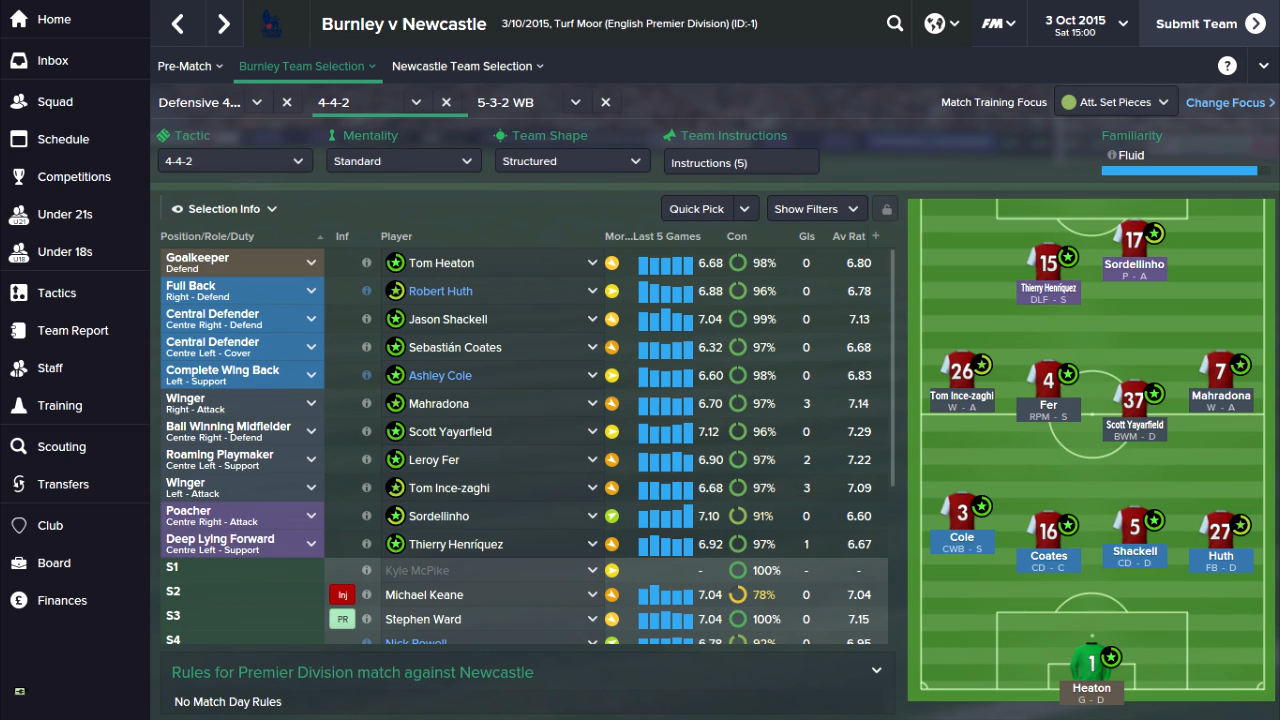 Home
Inbox
Squad
Schedule
Competitions
U21
Under 21s
U18
Under 18s
Tactics
Team Report
Staff
Training
Scouting
Transfers
Club
Board
Finances
Burnley v Newcastle
3/10/2015, Turf Moor (English Premier Division) (ID:-1)
FM
3 Oct 2015
Sat 15:00
Submit Team
Pre-Match
Burnley Team Selection
Newcastle Team Selection
?
Defensive 4...
4-4-2
5-3-2 WB
Match Training Focus
Att. Set Pieces
Change Focus
Tactic
Mentality
Team Shape
Team Instructions
Familiarity
4-4-2
Standard
Structured
Instructions (5)
Fluid
Selection Info
Quick Pick
Show Filters
Position/Role/Duty Inf Player Mor... Last 5 Games Con Gls Av Rat +
Goalkeeper
Defend
Tom Heaton 6.68 98% 0 6.80
Full Back
Right - Defend
Robert Huth 6.88 96% 0 6.78
Central Defender
Centre Right - Defend
Jason Shackell 7.04 99% 0 7.13
Central Defender
Centre Left - Cover
Sebastián Coates 6.32 97% 0 6.68
Complete Wing Back
Left - Support
Ashley Cole 6.60 98% 0 6.83
Winger
Right - Attack
Mahradona 6.70 97% 3 7.14
Ball Winning Midfielder
Centre Right - Defend
Scott Yayarfield 7.12 96% 0 7.29
Roaming Playmaker
Centre Left - Support
Leroy Fer 6.90 97% 2 7.22
Winger
Left - Attack
Tom Ince-zaghi 6.68 97% 3 7.09
Poacher
Centre Right - Attack
Sordellinho 7.10 91% 0 6.60
Deep Lying Forward
Centre Left - Support
Thierry Henríquez 6.92 97% 1 6.67
S1 Kyle McPike - 100% - -
S2 Inj Michael Keane 7.04 78% 0 7.04
S3 PR Stephen Ward 7.04 100% 0 7.15
S4 Nick Powell 6.78 92% 0 6.95
Rules for Premier Division match against Newcastle
No Match Day Rules
17
Sordellinho
P - A
15
Thierry Henríquez
DLF - S
26
Tom Ince-zaghi
W - A
4
Fer
RPM - S
37
Scott Yayarfield
BWM - D
7
Mahradona
W - A
3
Cole
CWB - S
16
Coates
CD - C
5
Shackell
CD - D
27
Huth
FB - D
1
Heaton
G - D